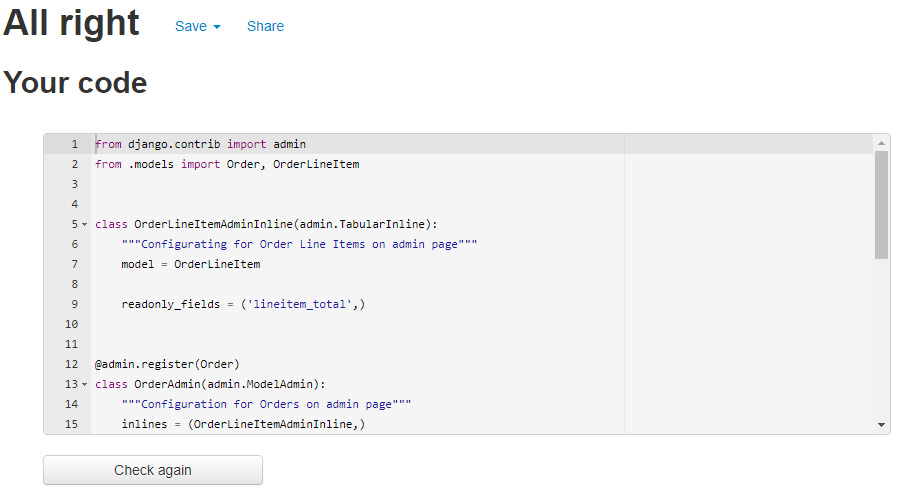 All right Save Share
Your code
1 from django.contrib import admin
2 from .models import Order, OrderLineItem
3
4
5 class OrderLineItemAdminInline(admin.TabularInline):
6 """Configurating for Order Line Items on admin page"""
7 model = OrderLineItem
8
9 readonly_fields = ('lineitem_total',)
10
11
12 @admin.register(Order)
13 class OrderAdmin(admin.ModelAdmin):
14 """Configuration for Orders on admin page"""
15 inlines = (OrderLineItemAdminInline,)
Check again